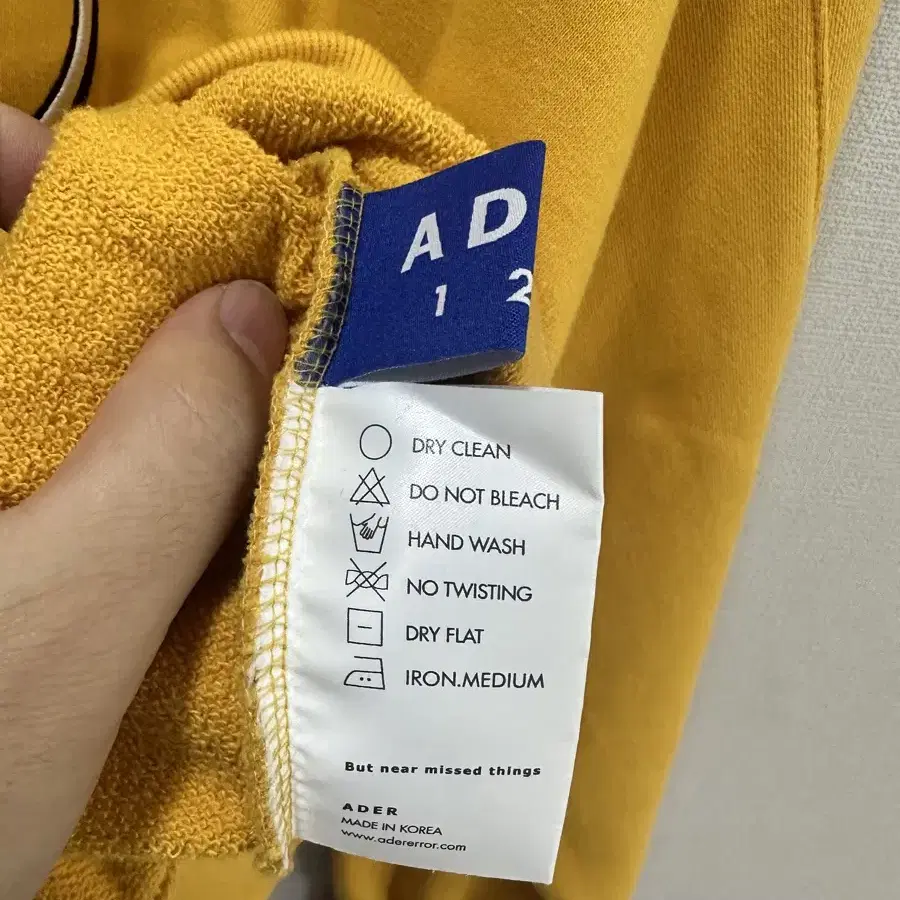 AD
1 2
DRY CLEAN
DO NOT BLEACH
HAND WASH
NO TWISTING
DRY FLAT
IRON.MEDIUM
But near missed things
ADER
MADE IN KOREA
www.adererror.com